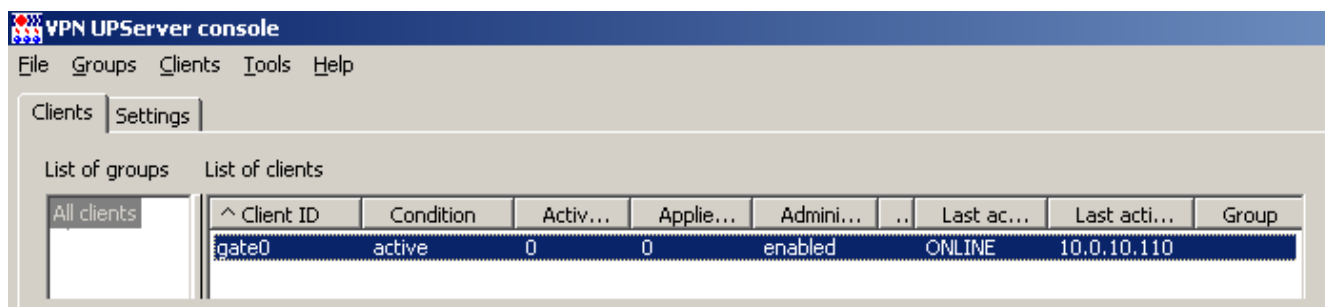 VPN UPServer console
File Groups Clients Tools Help
Clients Settings
List of groups List of clients
All clients ^ Client ID Condition Activ... Applie... Admini... .. Last ac... Last acti... Group
gate0 active 0 0 enabled ONLINE 10.0.10.110